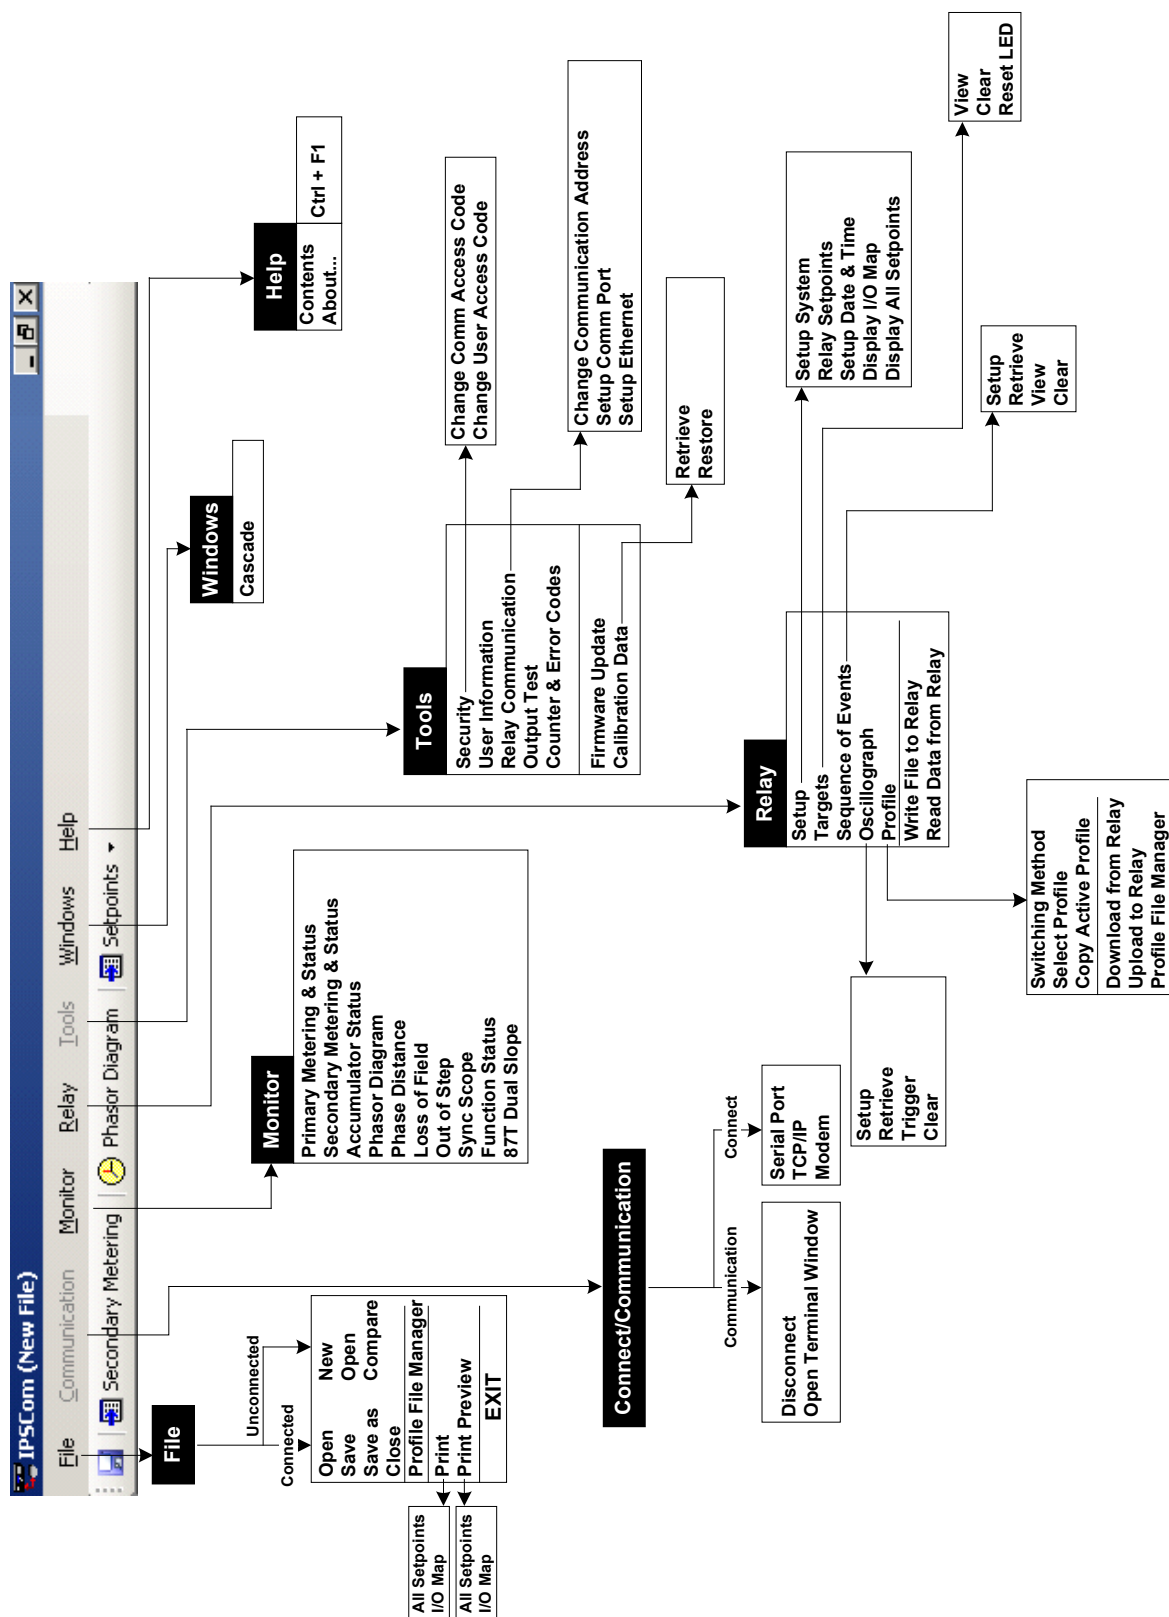 IPSCom (New File)
File Communication Monitor Relay Tools Windows Help
Secondary Metering Phasor Diagram Setpoints
File
Connected
Unconnected
Open New
Save Open
Save as Compare
Close
Profile File Manager
Print
Print Preview
EXIT
All Setpoints
I/O Map
All Setpoints
I/O Map
Connect/Communication
Communication
Connect
Disconnect
Open Terminal Window
Serial Port
TCP/IP
Modem
Monitor
Primary Metering & Status
Secondary Metering & Status
Accumulator Status
Phasor Diagram
Phase Distance
Loss of Field
Out of Step
Sync Scope
Function Status
87T Dual Slope
Relay
Setup
Targets
Sequence of Events
Oscillograph
Profile
Write File to Relay
Read Data from Relay
Setup System
Relay Setpoints
Setup Date & Time
Display I/O Map
Display All Setpoints
View
Clear
Reset LED
Setup
Retrieve
View
Clear
Setup
Retrieve
Trigger
Clear
Switching Method
Select Profile
Copy Active Profile
Download from Relay
Upload to Relay
Profile File Manager
Tools
Security
User Information
Relay Communication
Output Test
Counter & Error Codes
Firmware Update
Calibration Data
Change Comm Access Code
Change User Access Code
Change Communication Address
Setup Comm Port
Setup Ethernet
Retrieve
Restore
Windows
Cascade
Help
Contents Ctrl + F1
About...